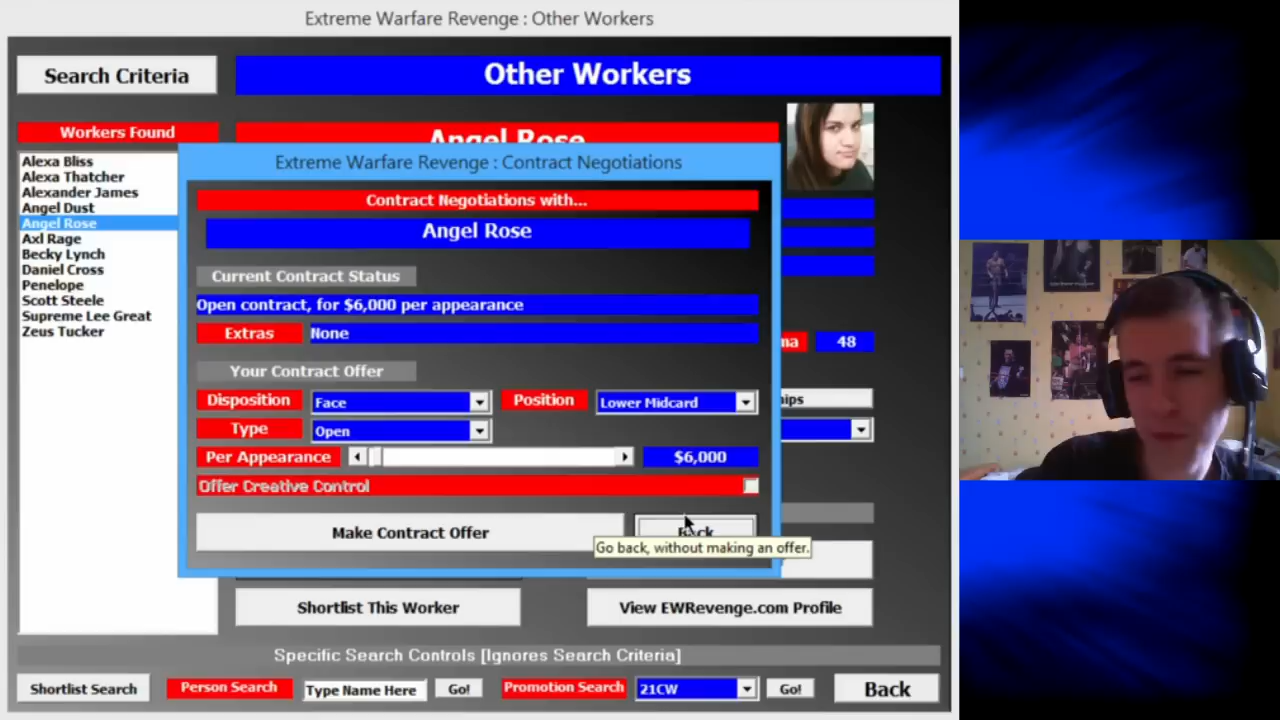 Extreme Warfare Revenge : Other Workers
Search Criteria
Other Workers
Workers Found
Angel Rose
Alexa Bliss
Alexa Thatcher
Alexander James
Angel Dust
Angel Rose
Axl Rage
Becky Lynch
Daniel Cross
Penelope
Scott Steele
Supreme Lee Great
Zeus Tucker
Extreme Warfare Revenge : Contract Negotiations
Contract Negotiations with...
Angel Rose
Current Contract Status
Open contract, for $6,000 per appearance
Extras None
Your Contract Offer
Disposition Face Position Lower Midcard
Type Open
Per Appearance $6,000
Offer Creative Control
Make Contract Offer Back
Go back, without making an offer.
ma 48
ips
Shortlist This Worker View EWRevenge.com Profile
Specific Search Controls [Ignores Search Criteria]
Shortlist Search Person Search Type Name Here Go! Promotion Search 21CW Go! Back